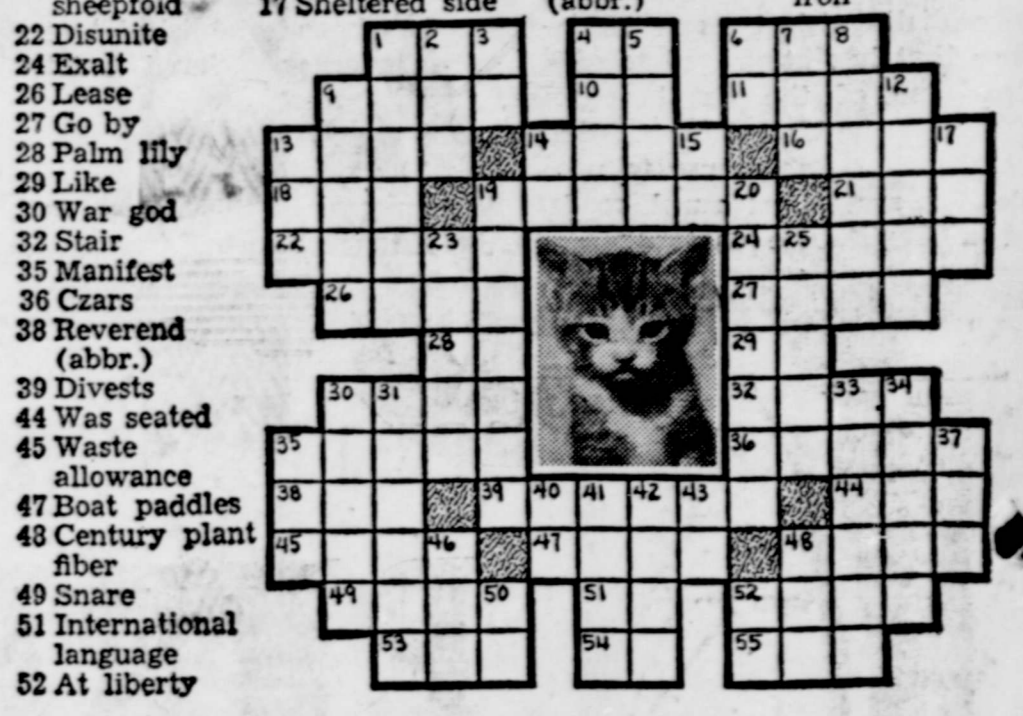 sheepfold
17 Sheltered side
(abbr.)
iron
22 Disunite
24 Exalt
26 Lease
27 Go by
28 Palm lily
29 Like
30 War god
32 Stair
35 Manifest
36 Czars
38 Reverend
(abbr.)
39 Divests
44 Was seated
45 Waste
allowance
47 Boat paddles
48 Century plant
fiber
49 Snare
51 International
language
52 At liberty
1 2 3 4 5 6 7 8
9 10 11 12
13 14 15 16 17
18 19 20 21
22 23 24 25
26 27
28 29
30 31 32 33 34
35 36 37
38 39 40 41 42 43 44
45 46 47 48
49 50 51 52
53 54 55